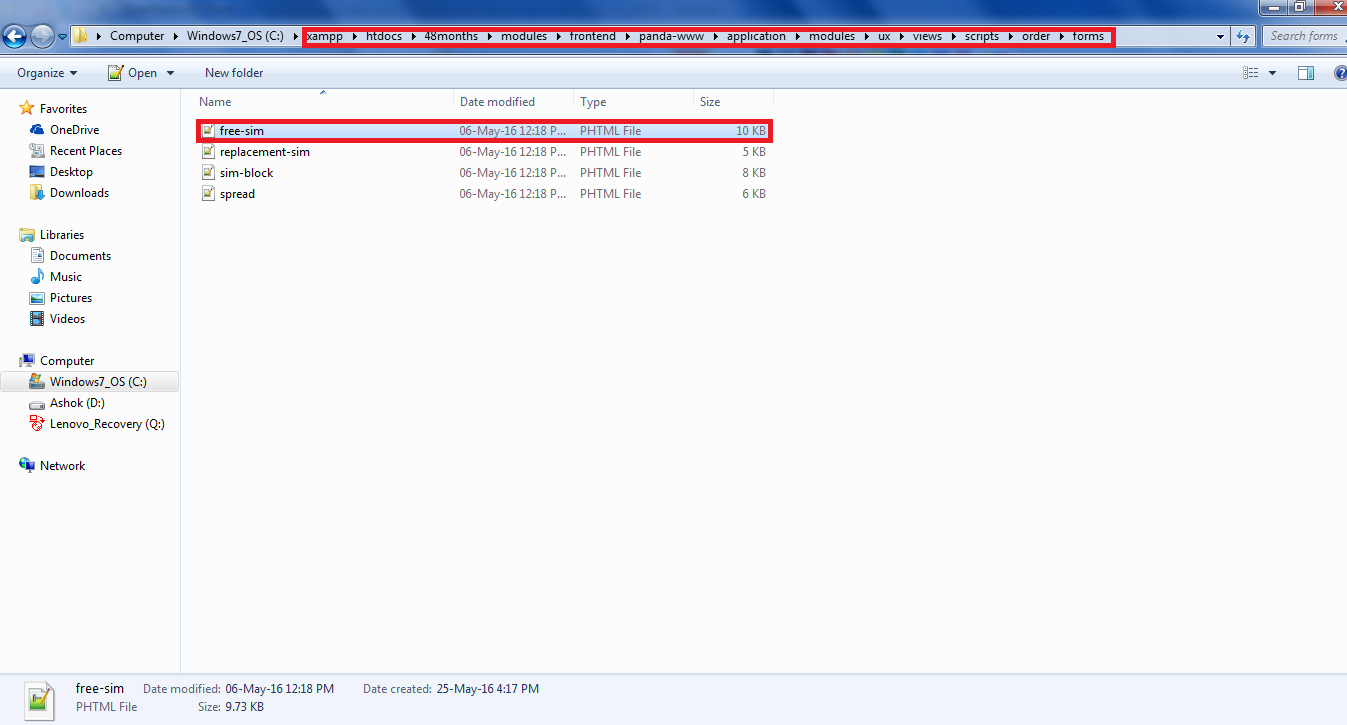 Computer Windows7_OS (C:) xampp htdocs 48months modules frontend panda-www application modules ux views scripts order forms Search forms
Organize Open New folder
Favorites
OneDrive
Recent Places
Desktop
Downloads
Libraries
Documents
Music
Pictures
Videos
Computer
Windows7_OS (C:)
Ashok (D:)
Lenovo_Recovery (Q:)
Network
Name Date modified Type Size
free-sim 06-May-16 12:18 P... PHTML File 10 KB
replacement-sim 06-May-16 12:18 P... PHTML File 5 KB
sim-block 06-May-16 12:18 P... PHTML File 8 KB
spread 06-May-16 12:18 P... PHTML File 6 KB
free-sim Date modified: 06-May-16 12:18 PM Date created: 25-May-16 4:17 PM
PHTML File Size: 9.73 KB